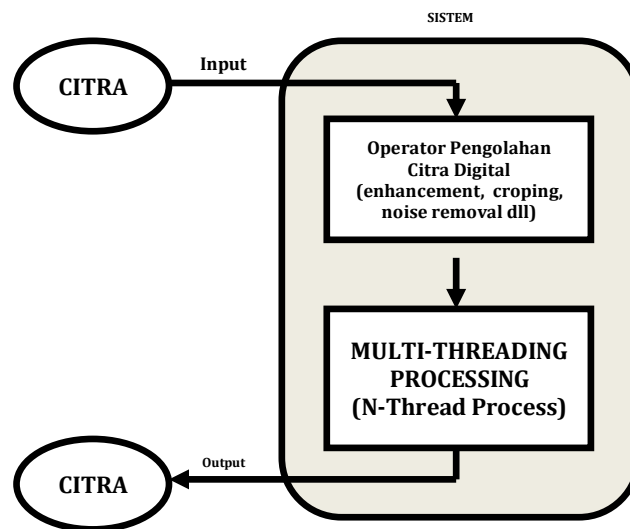 SISTEM
Input
CITRA
Operator Pengolahan
Citra Digital
(enhancement, croping,
noise removal dll)
MULTI-THREADING
PROCESSING
(N-Thread Process)
Output
CITRA